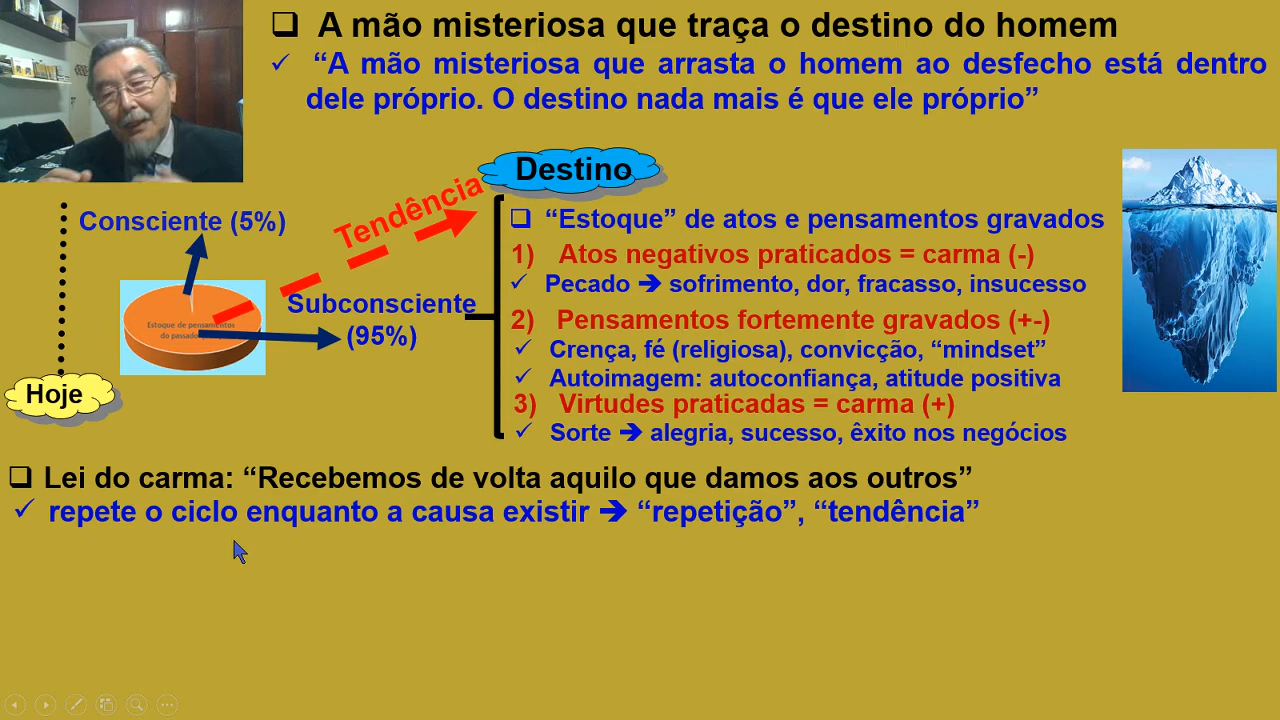 A mão misteriosa que traça o destino do homem
“A mão misteriosa que arrasta o homem ao desfecho está dentro
dele próprio. O destino nada mais é que ele próprio”
Destino
Tendência
Consciente (5%)
Estoque de pensamentos
do passado
Subconsciente
(95%)
Hoje
“Estoque” de atos e pensamentos gravados
1) Atos negativos praticados = carma (-)
Pecado ➔ sofrimento, dor, fracasso, insucesso
2) Pensamentos fortemente gravados (+-)
Crença, fé (religiosa), convicção, “mindset”
Autoimagem: autoconfiança, atitude positiva
3) Virtudes praticadas = carma (+)
Sorte ➔ alegria, sucesso, êxito nos negócios
Lei do carma: “Recebemos de volta aquilo que damos aos outros”
repete o ciclo enquanto a causa existir ➔ “repetição”, “tendência”